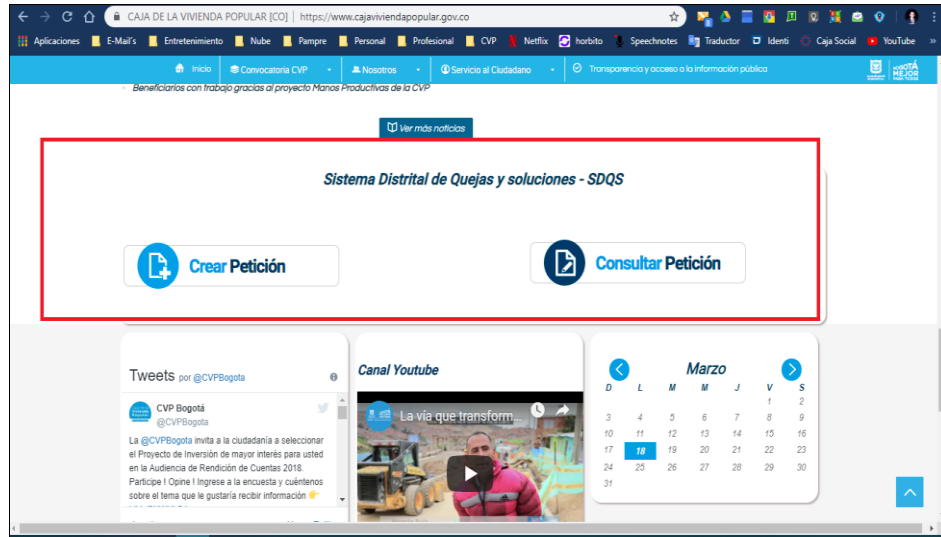 CAJA DE LA VIVIENDA POPULAR [CO] | https://www.cajaviviendapopular.gov.co
Aplicaciones E-Mail's Entretenimiento Nube Pampre Personal Profesional CVP Netflix horbito Speechnotes Traductor Identi Caja Social YouTube »
Inicio Convocatoria CVP Nosotros Servicio al Ciudadano Transparencia y acceso a la información pública BOGOTÁ MEJOR PARA TODOS
Beneficiarios con trabajo gracias al proyecto Manos Productivas de la CVP
Ver más noticias
Sistema Distrital de Quejas y soluciones - SDQS
Crear Petición
Consultar Petición
Tweets por @CVPBogota
CVP Bogotá
@CVPBogota
La @CVPBogota invita a la ciudadanía a seleccionar
el Proyecto de Inversión de mayor interés para usted
en la Audiencia de Rendición de Cuentas 2018.
Participe ! Opine ! Ingrese a la encuesta y cuéntenos
sobre el tema que le gustaría recibir información
Canal Youtube
La vía que transform...
Marzo
D L M M J V S
1 2
3 4 5 6 7 8 9
10 11 12 13 14 15 16
17 18 19 20 21 22 23
24 25 26 27 28 29 30
31